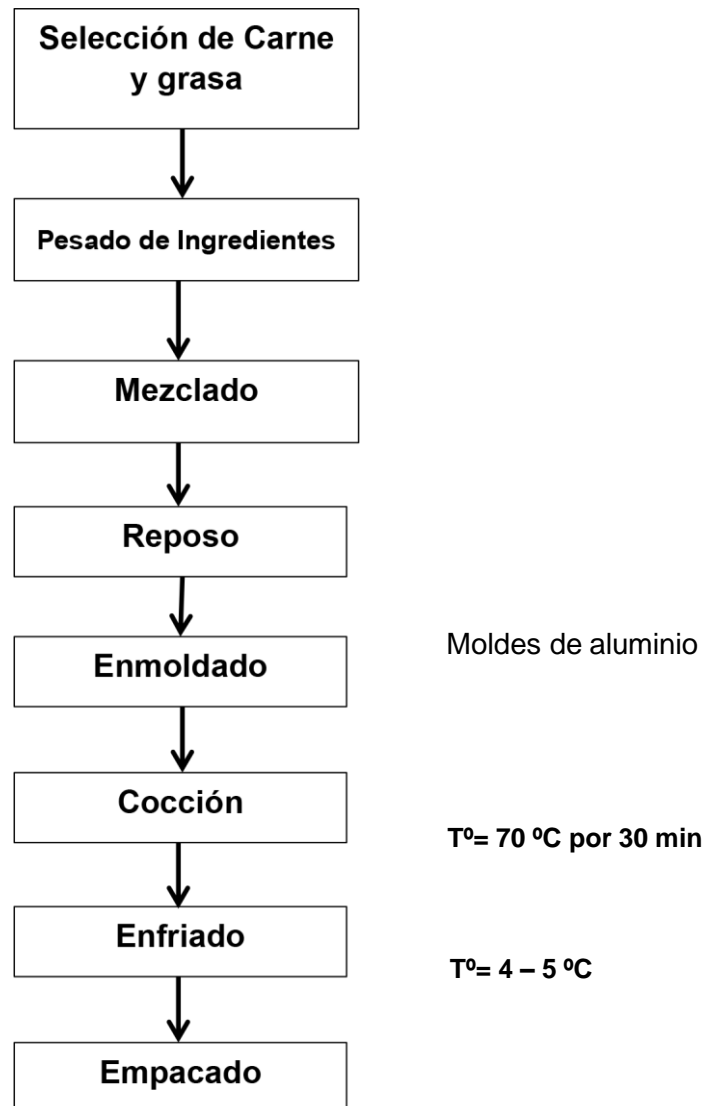 Selección de Carne
y grasa
Pesado de Ingredientes
Mezclado
Reposo
Enmoldado
Moldes de aluminio
Cocción
Tº= 70 ºC por 30 min
Enfriado
Tº= 4 – 5 ºC
Empacado